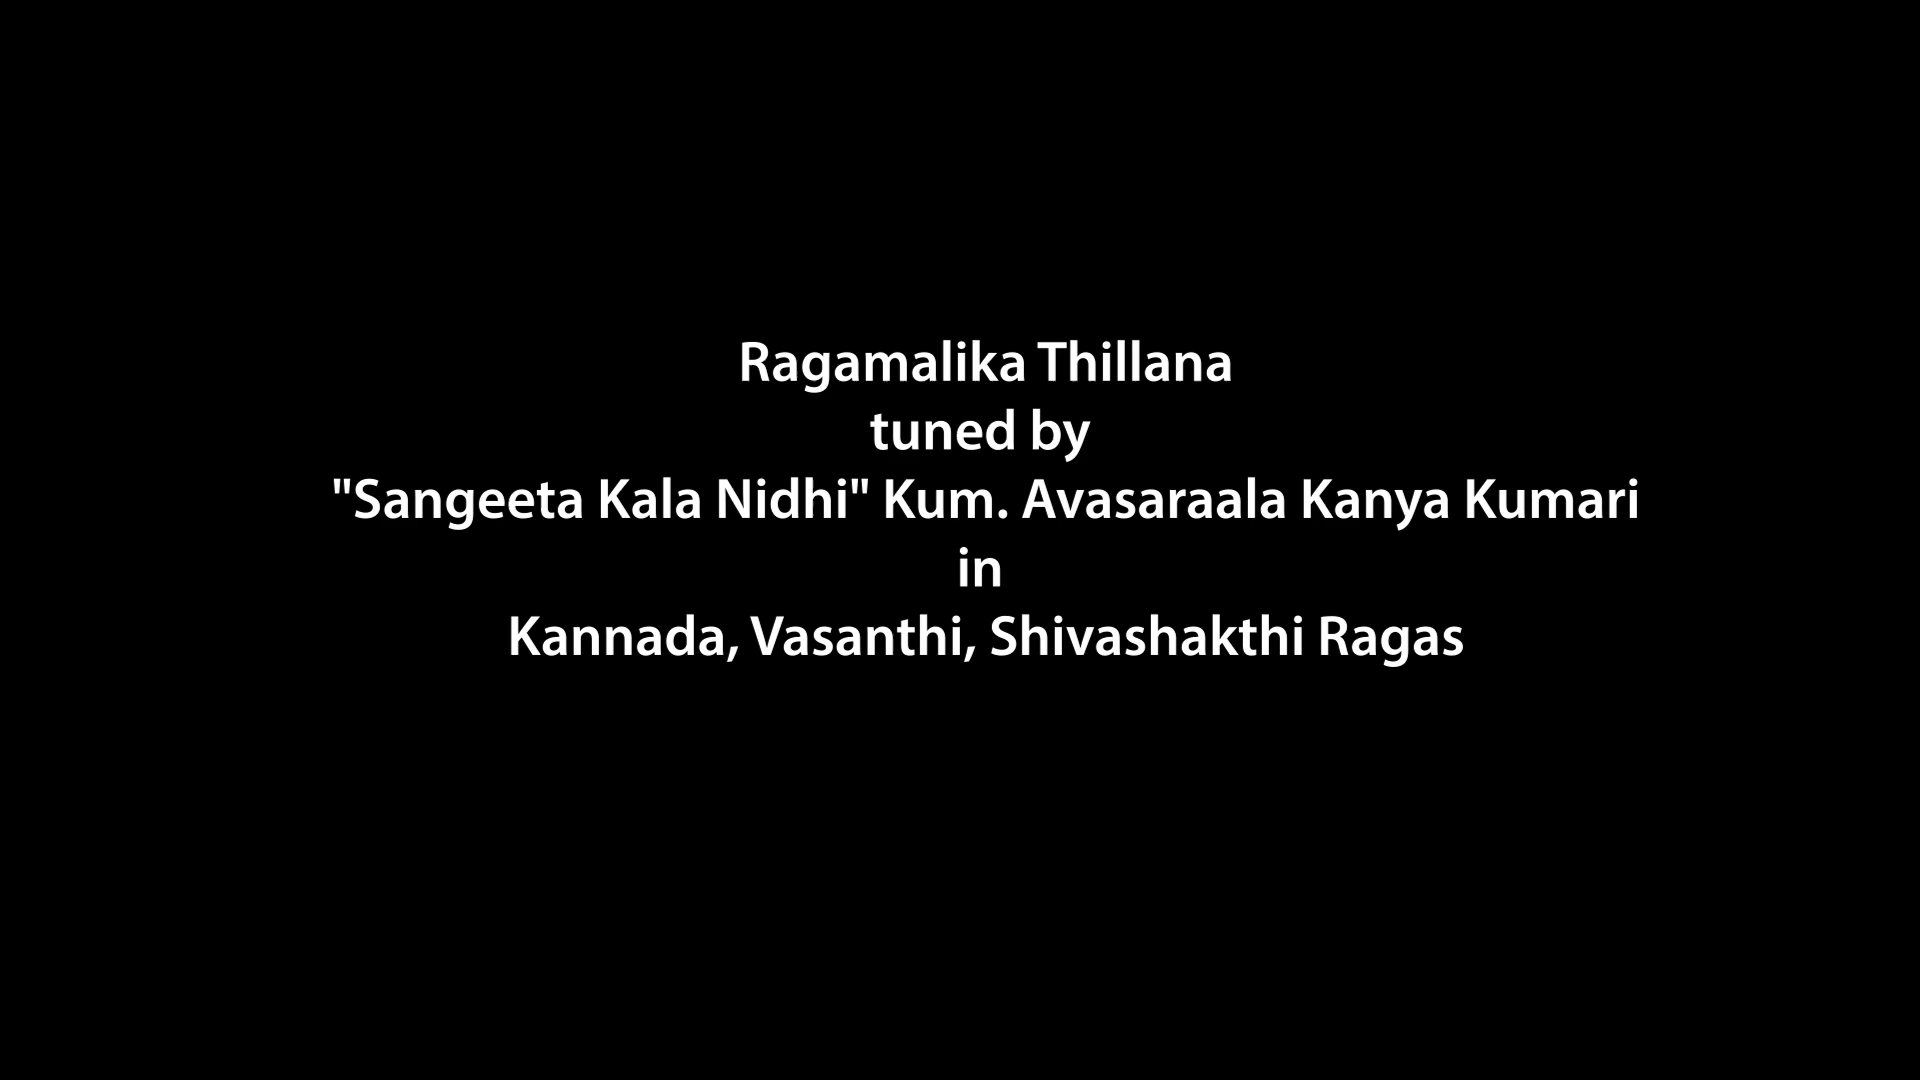 Ragamalika Thillana
tuned by
"Sangeeta Kala Nidhi" Kum. Avasaraala Kanya Kumari
in
Kannada, Vasanthi, Shivashakthi Ragas